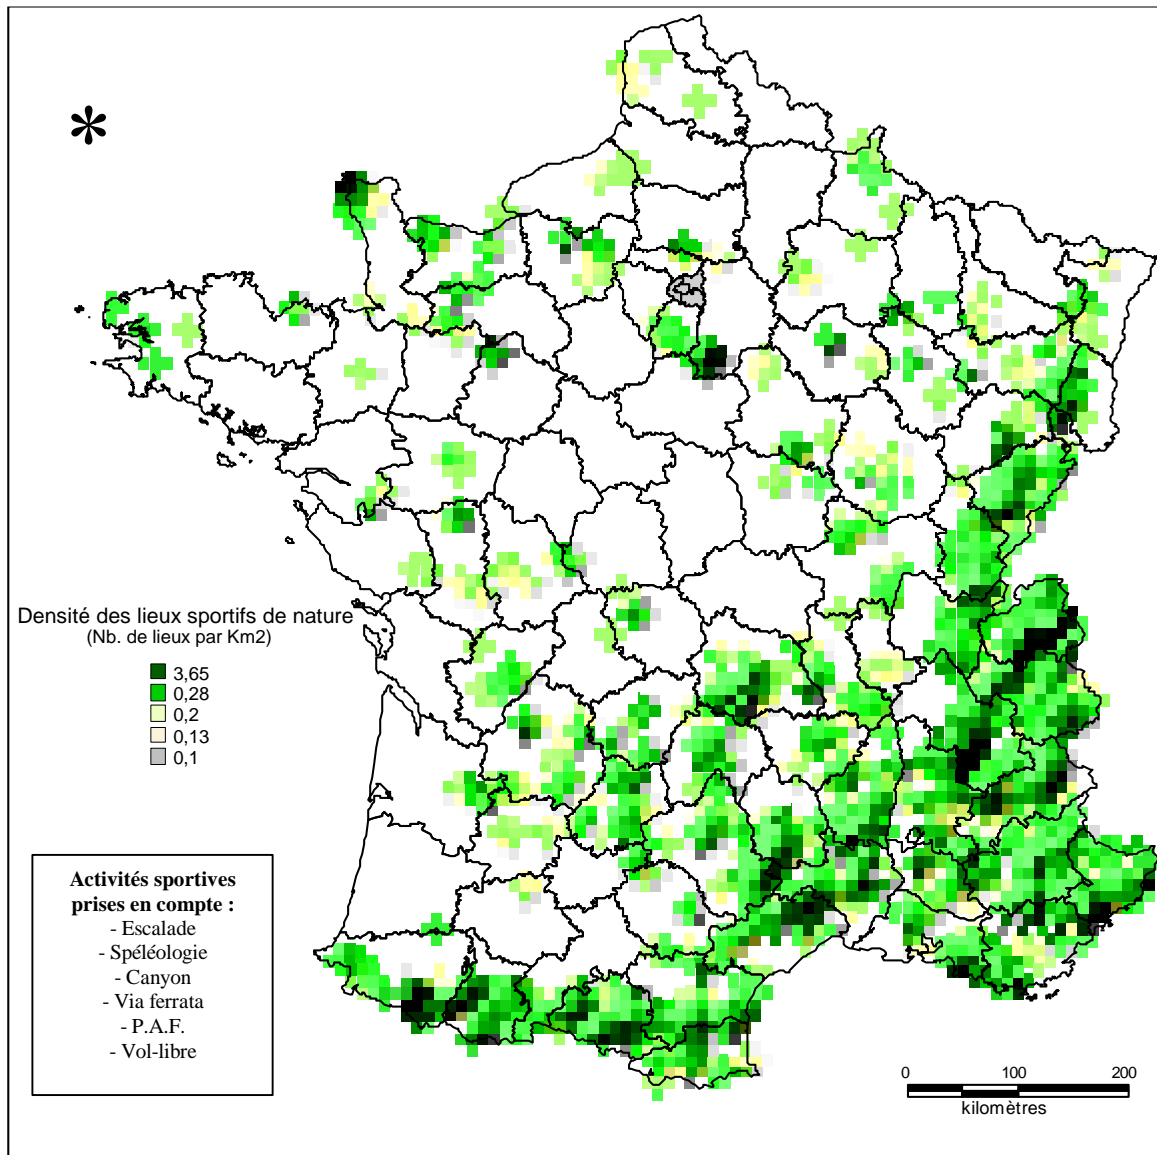 *
Densité des lieux sportifs de nature
(Nb. de lieux par Km2)
3,65
0,28
0,2
0,13
0,1
Activités sportives
prises en compte :
- Escalade
- Spéléologie
- Canyon
- Via ferrata
- P.A.F.
- Vol-libre
0 100 200
kilomètres